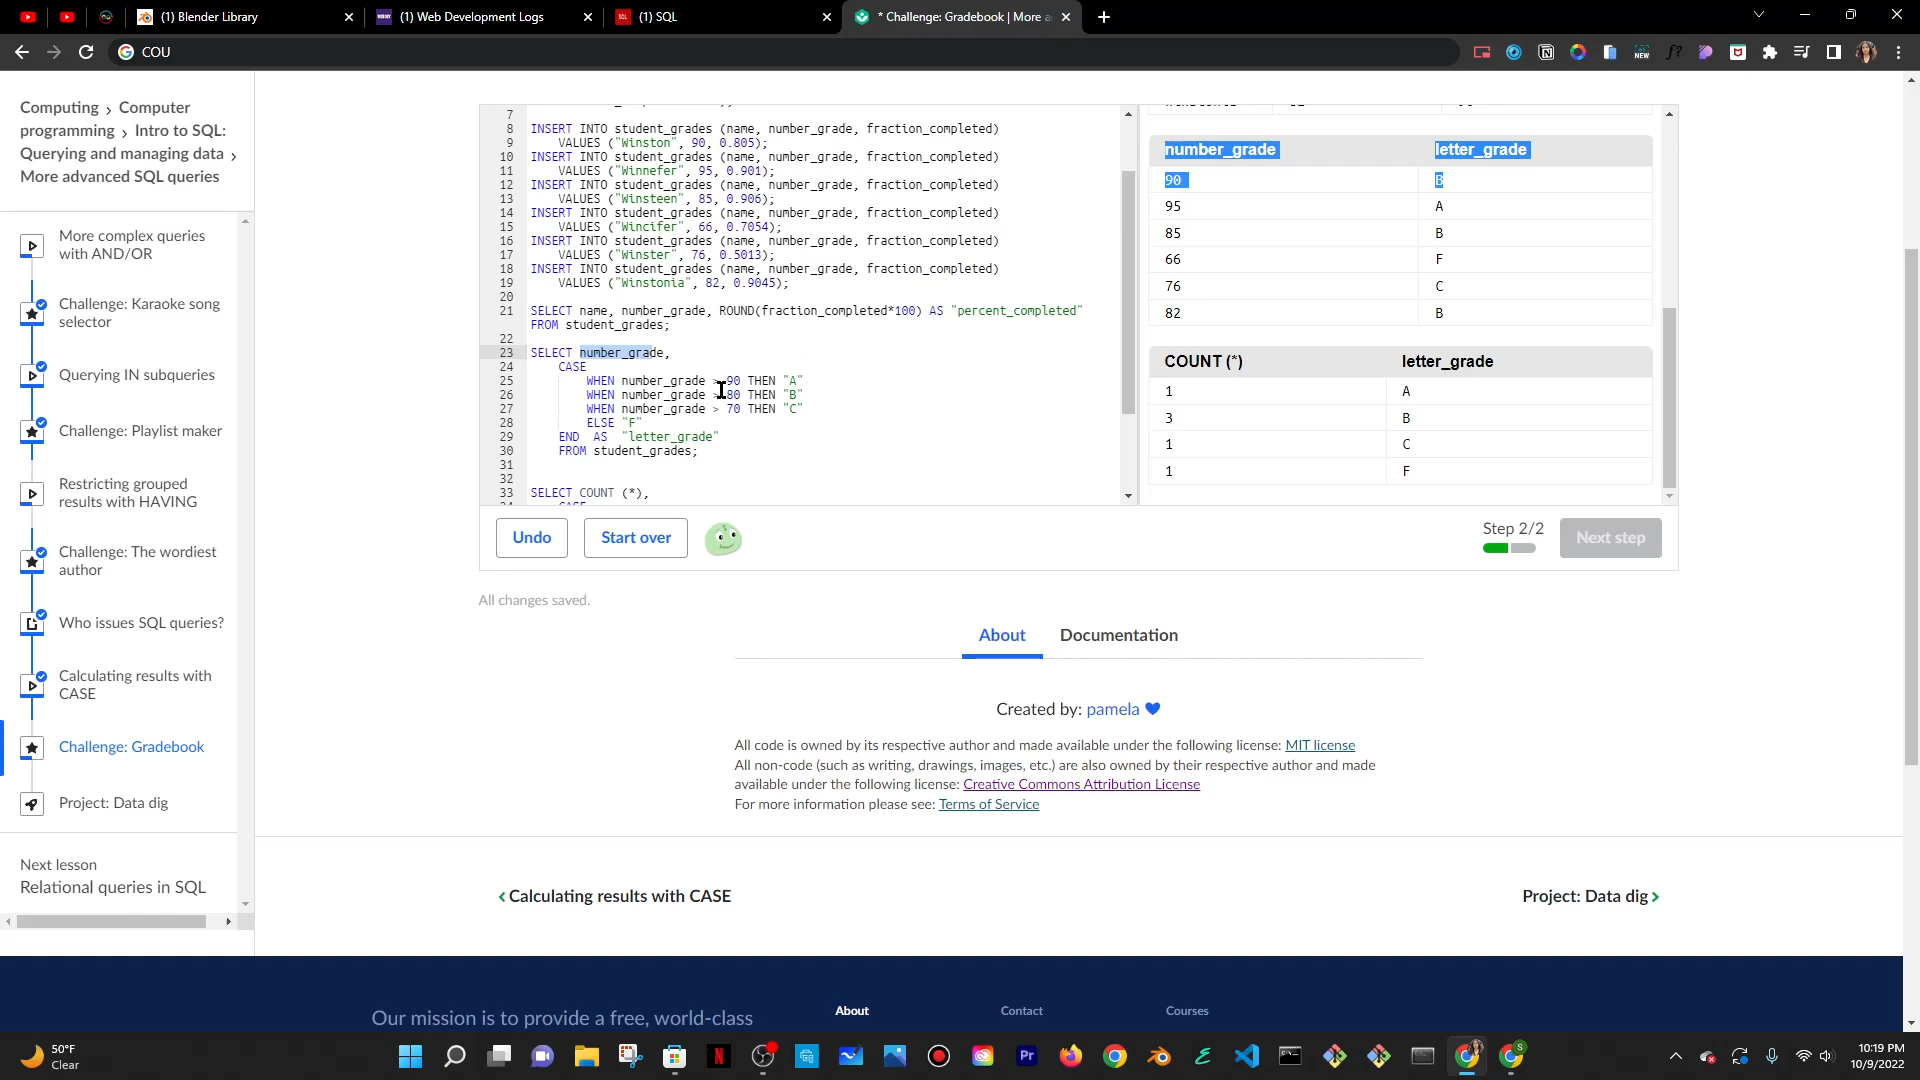 (1) Blender Library
(1) Web Development Logs
(1) SQL
* Challenge: Gradebook | More a
COU
Computing > Computer
programming > Intro to SQL:
Querying and managing data >
More advanced SQL queries
More complex queries
with AND/OR
Challenge: Karaoke song
selector
Querying IN subqueries
Challenge: Playlist maker
Restricting grouped
results with HAVING
Challenge: The wordiest
author
Who issues SQL queries?
Calculating results with
CASE
Challenge: Gradebook
Project: Data dig
Next lesson
Relational queries in SQL
7
8 INSERT INTO student_grades (name, number_grade, fraction_completed)
9 VALUES ("Winston", 90, 0.805);
10 INSERT INTO student_grades (name, number_grade, fraction_completed)
11 VALUES ("Winnefer", 95, 0.901);
12 INSERT INTO student_grades (name, number_grade, fraction_completed)
13 VALUES ("Winsteen", 85, 0.906);
14 INSERT INTO student_grades (name, number_grade, fraction_completed)
15 VALUES ("Wincifer", 66, 0.7054);
16 INSERT INTO student_grades (name, number_grade, fraction_completed)
17 VALUES ("Winster", 76, 0.5013);
18 INSERT INTO student_grades (name, number_grade, fraction_completed)
19 VALUES ("Winstonia", 82, 0.9045);
20
21 SELECT name, number_grade, ROUND(fraction_completed*100) AS "percent_completed"
FROM student_grades;
22
23 SELECT number_grade,
24 CASE
25 WHEN number_grade > 90 THEN "A"
26 WHEN number_grade > 80 THEN "B"
27 WHEN number_grade > 70 THEN "C"
28 ELSE "F"
29 END AS "letter_grade"
30 FROM student_grades;
31
32
33 SELECT COUNT (*),
number_grade letter_grade
90 B
95 A
85 B
66 F
76 C
82 B
COUNT (*) letter_grade
1 A
3 B
1 C
1 F
Undo
Start over
Step 2/2
Next step
All changes saved.
About
Documentation
Created by: pamela
All code is owned by its respective author and made available under the following license: MIT license
All non-code (such as writing, drawings, images, etc.) are also owned by their respective author and made
available under the following license: Creative Commons Attribution License
For more information please see: Terms of Service
< Calculating results with CASE
Project: Data dig >
Our mission is to provide a free, world-class
About
Contact
Courses
50°F
Clear
10:19 PM
10/9/2022